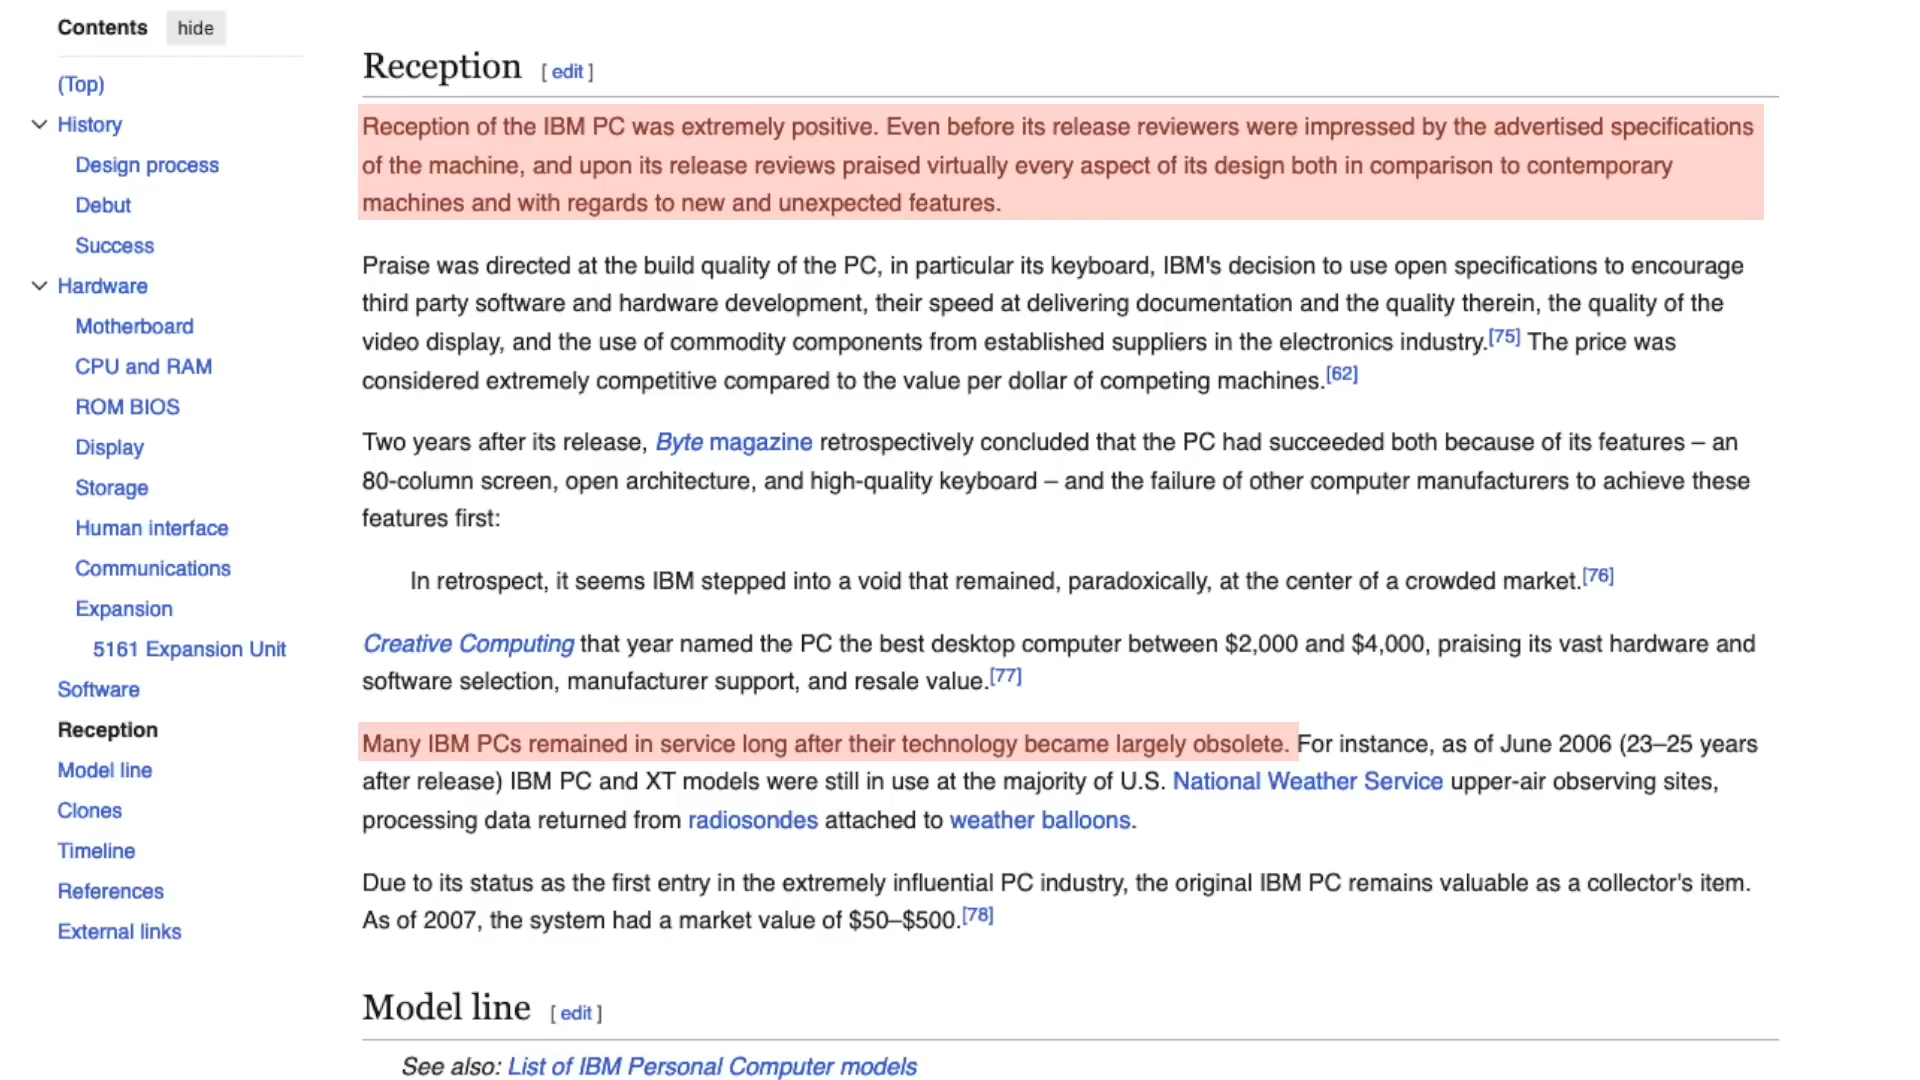 Contents hide
(Top)
History
Design process
Debut
Success
Hardware
Motherboard
CPU and RAM
ROM BIOS
Display
Storage
Human interface
Communications
Expansion
5161 Expansion Unit
Software
Reception
Model line
Clones
Timeline
References
External links
Reception [ edit ]
Reception of the IBM PC was extremely positive. Even before its release reviewers were impressed by the advertised specifications
of the machine, and upon its release reviews praised virtually every aspect of its design both in comparison to contemporary
machines and with regards to new and unexpected features.
Praise was directed at the build quality of the PC, in particular its keyboard, IBM's decision to use open specifications to encourage
third party software and hardware development, their speed at delivering documentation and the quality therein, the quality of the
video display, and the use of commodity components from established suppliers in the electronics industry.[75] The price was
considered extremely competitive compared to the value per dollar of competing machines.[62]
Two years after its release, Byte magazine retrospectively concluded that the PC had succeeded both because of its features – an
80-column screen, open architecture, and high-quality keyboard – and the failure of other computer manufacturers to achieve these
features first:
In retrospect, it seems IBM stepped into a void that remained, paradoxically, at the center of a crowded market.[76]
Creative Computing that year named the PC the best desktop computer between $2,000 and $4,000, praising its vast hardware and
software selection, manufacturer support, and resale value.[77]
Many IBM PCs remained in service long after their technology became largely obsolete. For instance, as of June 2006 (23–25 years
after release) IBM PC and XT models were still in use at the majority of U.S. National Weather Service upper-air observing sites,
processing data returned from radiosondes attached to weather balloons.
Due to its status as the first entry in the extremely influential PC industry, the original IBM PC remains valuable as a collector's item.
As of 2007, the system had a market value of $50–$500.[78]
Model line [ edit ]
See also: List of IBM Personal Computer models